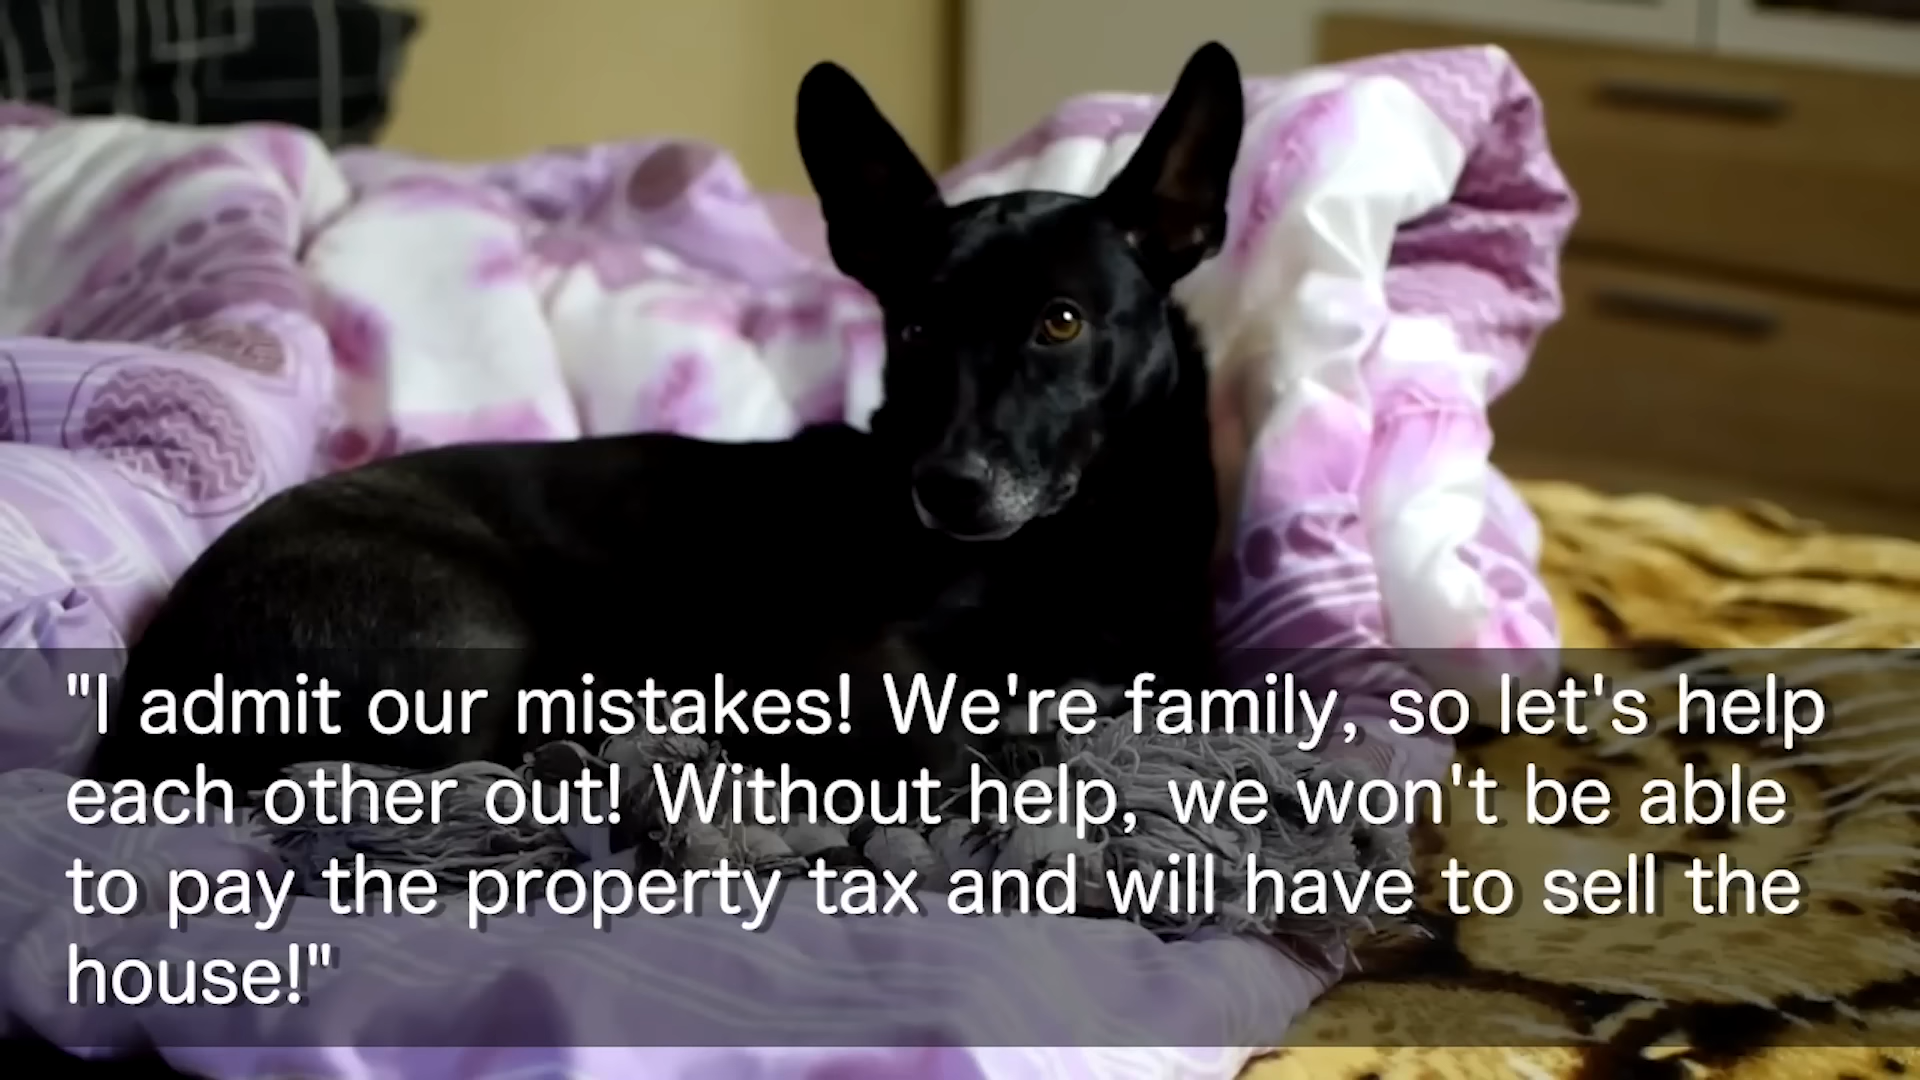 "I admit our mistakes! We're family, so let's help
each other out! Without help, we won't be able
to pay the property tax and will have to sell the
house!"